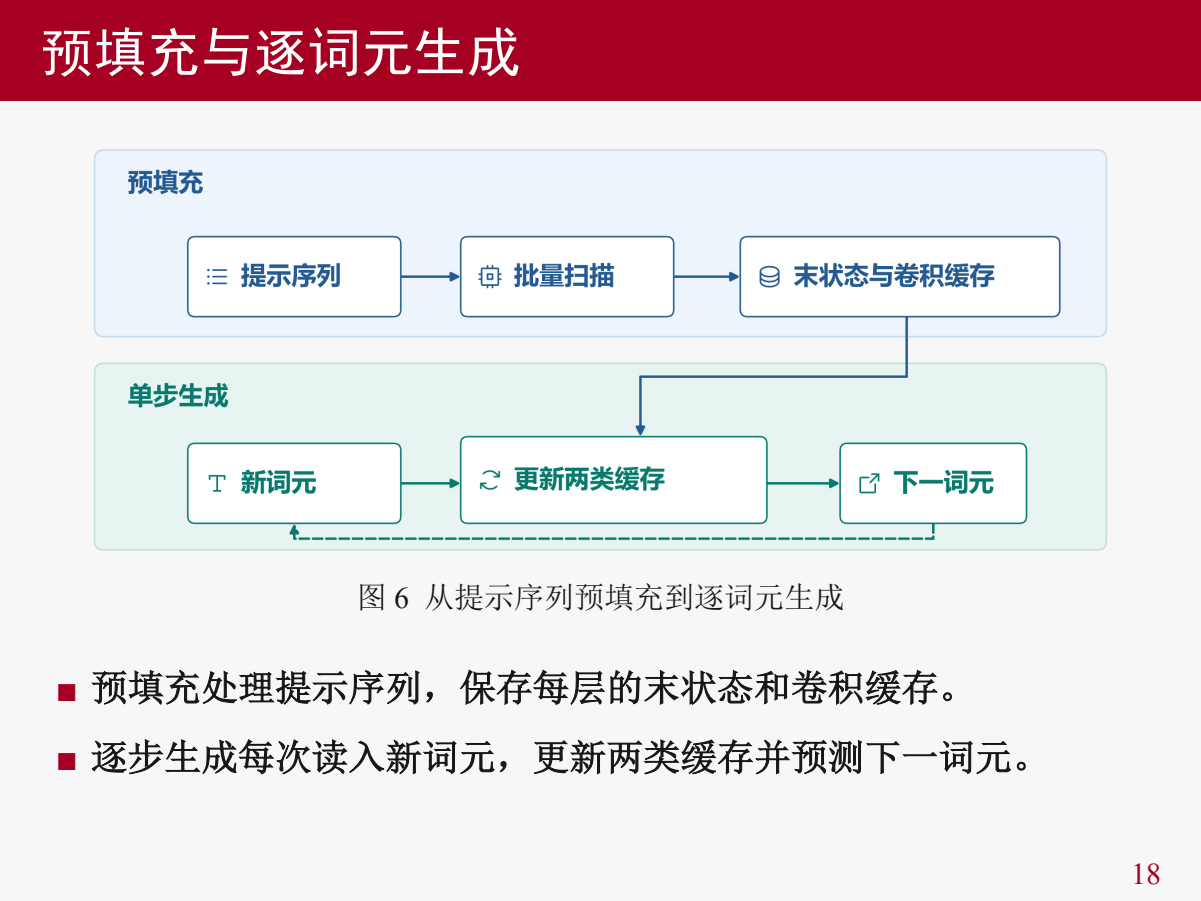 预填充与逐词元生成
预填充
提示序列
批量扫描
末状态与卷积缓存
单步生成
新词元
更新两类缓存
下一词元
图 6 从提示序列预填充到逐词元生成
预填充处理提示序列，保存每层的末状态和卷积缓存。
逐步生成每次读入新词元，更新两类缓存并预测下一词元。
18